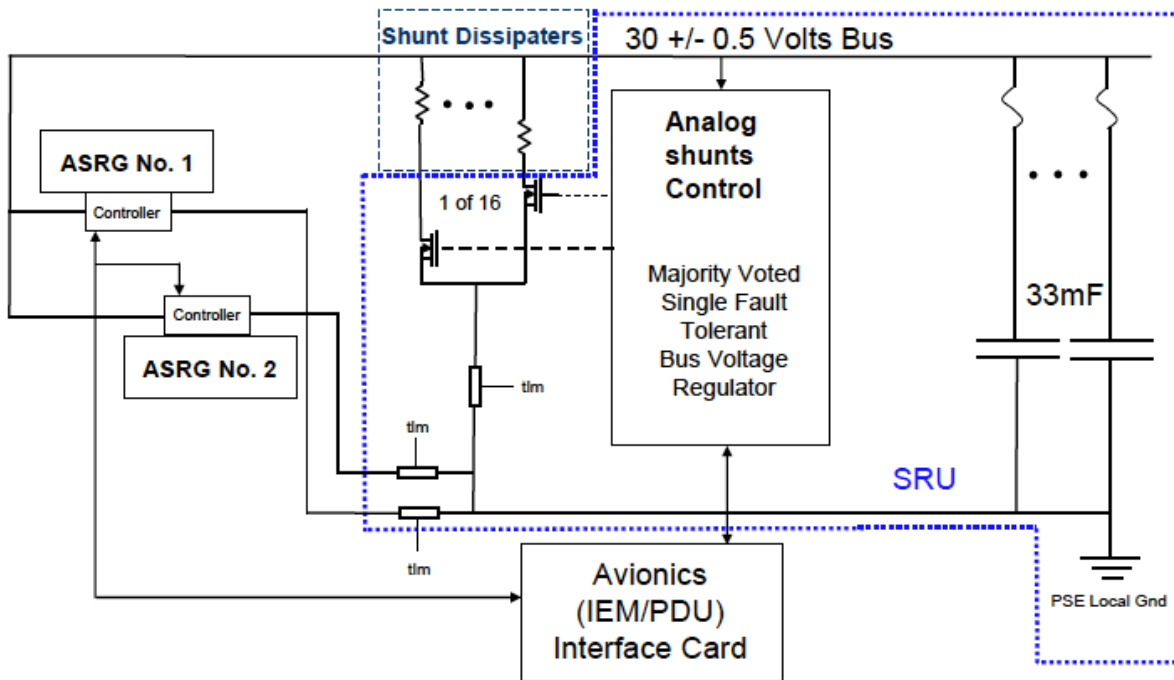 Shunt Dissipaters
30 +/- 0.5 Volts Bus
ASRG No. 1
Controller
Controller
ASRG No. 2
1 of 16
Analog
shunts
Control
Majority Voted
Single Fault
Tolerant
Bus Voltage
Regulator
33mF
tlm
tlm
tlm
SRU
Avionics
(IEM/PDU)
Interface Card
PSE Local Gnd